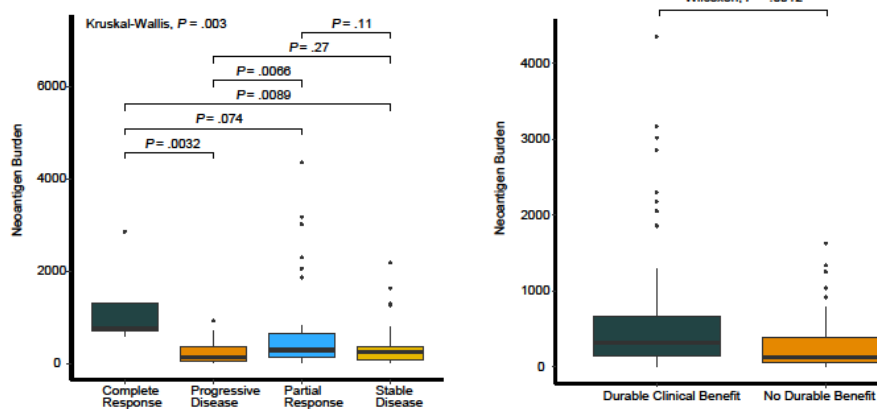 Kruskal-Wallis, P = .003
P = .11
P = .27
P = .0066
P = .0089
P = .074
P = .0032
Neoantigen Burden
6000
4000
2000
0
Complete Response
Progressive Disease
Partial Response
Stable Disease
Neoantigen Burden
4000
3000
2000
1000
0
Durable Clinical Benefit
No Durable Benefit